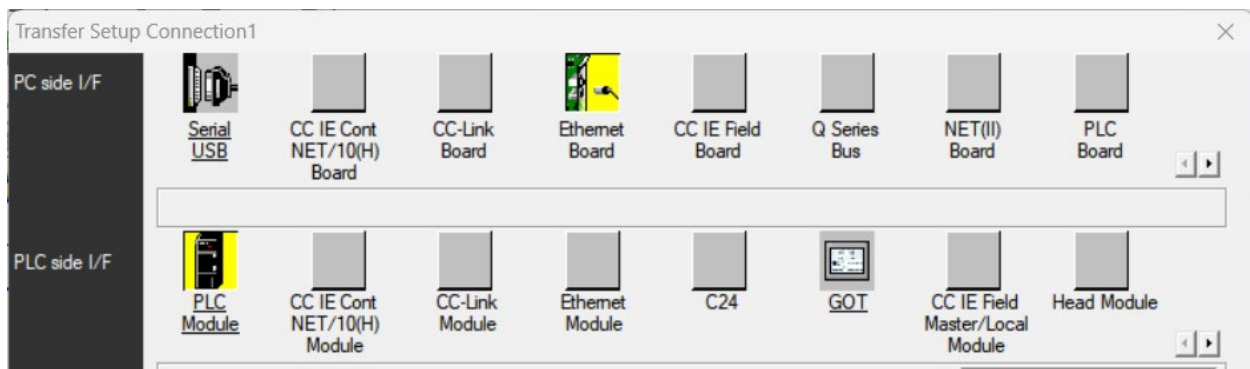 Transfer Setup Connection1
PC side I/F
Serial
USB
CC IE Cont
NET/10(H)
Board
CC-Link
Board
Ethernet
Board
CC IE Field
Board
Q Series
Bus
NET(II)
Board
PLC
Board
PLC side I/F
PLC
Module
CC IE Cont
NET/10(H)
Module
CC-Link
Module
Ethernet
Module
C24
GOT
CC IE Field
Master/Local
Module
Head Module